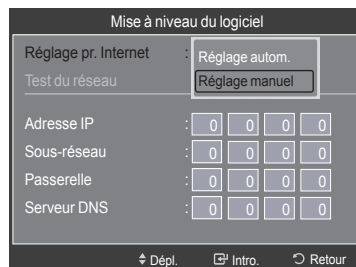 Mise à niveau du logiciel
Réglage pr. Internet : Réglage autom.
Test du réseau Réglage manuel
Adresse IP : 0 0 0 0
Sous-réseau : 0 0 0 0
Passerelle : 0 0 0 0
Serveur DNS : 0 0 0 0
Dépl. Intro. Retour